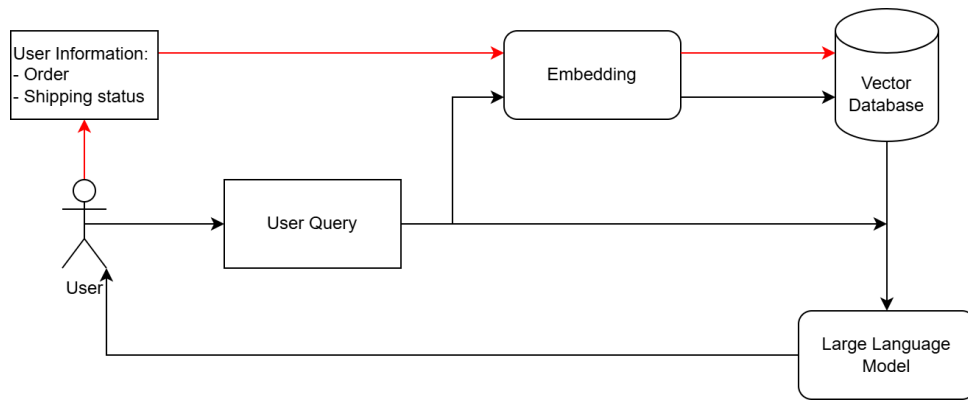 User Information:
- Order
- Shipping status
Embedding
Vector
Database
User Query
User
Large Language
Model